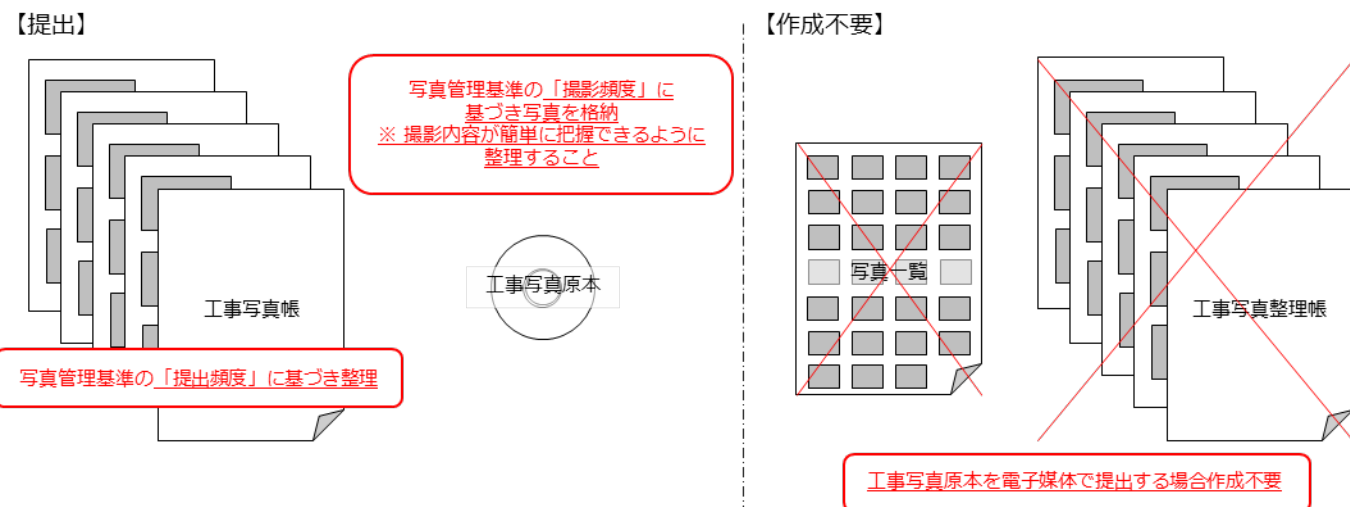 【提出】
写真管理基準の「撮影頻度」に
基づき写真を格納
※ 撮影内容が簡単に把握できるように
整理すること
工事写真原本
工事写真帳
写真管理基準の「提出頻度」に基づき整理
【作成不要】
写真一覧
工事写真整理帳
工事写真原本を電子媒体で提出する場合作成不要